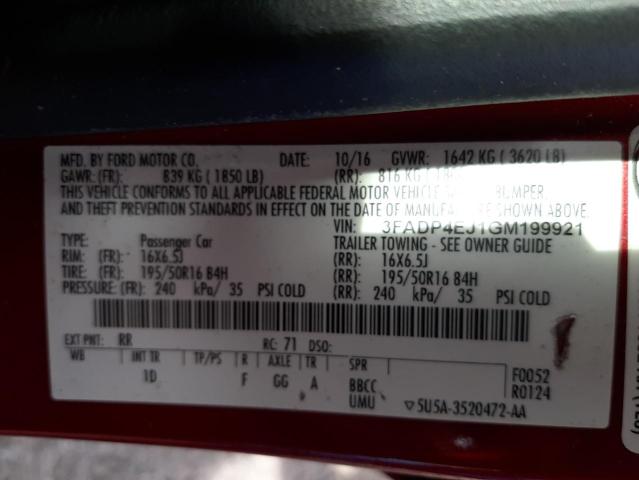 MFD. BY FORD MOTOR CO. DATE: 10/16 GVWR: 1642 KG ( 3620 LB)
GAWR: (FR): 839 KG ( 1850 LB) (RR): 816 KG
THIS VEHICLE CONFORMS TO ALL APPLICABLE FEDERAL MOTOR VEHICLE BUMPER,
AND THEFT PREVENTION STANDARDS IN EFFECT ON THE DATE OF MANUFACTURE SHOWN ABOVE.
VIN: 3FADP4EJ1GM199921
TYPE: Passenger Car TRAILER TOWING - SEE OWNER GUIDE
RIM: (FR): 16X6.5J (RR): 16X6.5J
TIRE: (FR): 195/50R16 84H (RR): 195/50R16 84H
PRESSURE: (FR): 240 kPa/ 35 PSI COLD (RR): 240 kPa/ 35 PSI COLD
EXT PNT: RR RC: 71 DSO:
WB INT TR TP/PS R AXLE TR SPR F0052
1D F GG A BBCC R0124
UMU ▽5U5A-3520472-AA